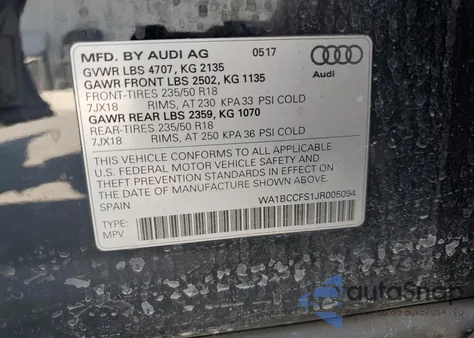 MFD. BY AUDI AG 0517
GVWR LBS 4707, KG 2135
GAWR FRONT LBS 2502, KG 1135
FRONT-TIRES 235/50 R18
7JX18 RIMS, AT 230 KPA33 PSI COLD
GAWR REAR LBS 2359, KG 1070
REAR-TIRES 235/50 R18
7JX18 RIMS, AT 250 KPA 36 PSI COLD
Audi
THIS VEHICLE CONFORMS TO ALL APPLICABLE
U.S. FEDERAL MOTOR VEHICLE SAFETY AND
THEFT PREVENTION STANDARDS IN EFFECT ON THE
DATE OF MANUFACTURE SHOWN ABOVE.
SPAIN WA1BCCFS1JR005094
TYPE:
MPV
autoShop